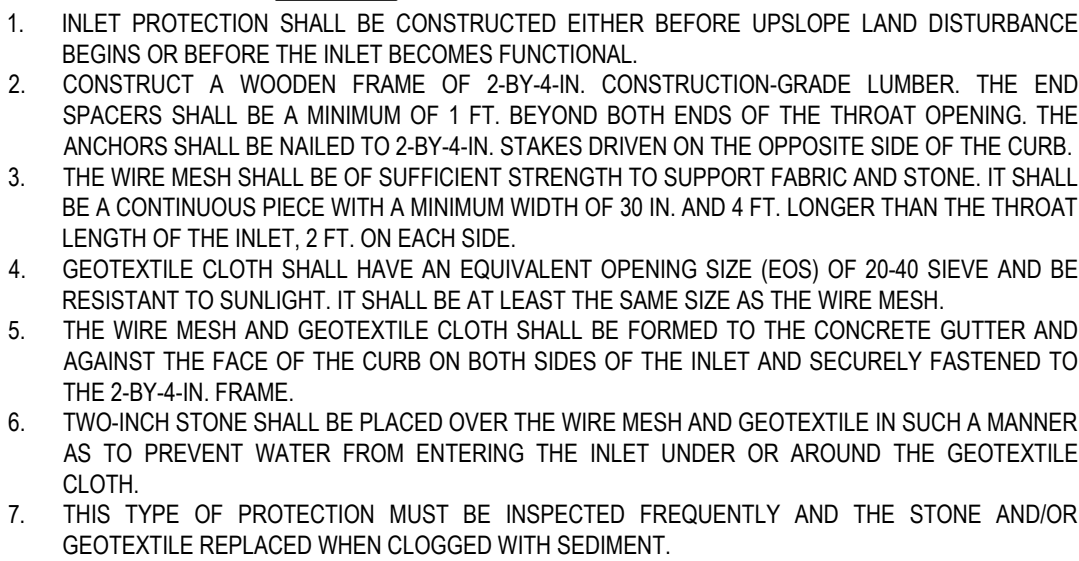 1. INLET PROTECTION SHALL BE CONSTRUCTED EITHER BEFORE UPSLOPE LAND DISTURBANCE
BEGINS OR BEFORE THE INLET BECOMES FUNCTIONAL.
2. CONSTRUCT A WOODEN FRAME OF 2-BY-4-IN. CONSTRUCTION-GRADE LUMBER. THE END
SPACERS SHALL BE A MINIMUM OF 1 FT. BEYOND BOTH ENDS OF THE THROAT OPENING. THE
ANCHORS SHALL BE NAILED TO 2-BY-4-IN. STAKES DRIVEN ON THE OPPOSITE SIDE OF THE CURB.
3. THE WIRE MESH SHALL BE OF SUFFICIENT STRENGTH TO SUPPORT FABRIC AND STONE. IT SHALL
BE A CONTINUOUS PIECE WITH A MINIMUM WIDTH OF 30 IN. AND 4 FT. LONGER THAN THE THROAT
LENGTH OF THE INLET, 2 FT. ON EACH SIDE.
4. GEOTEXTILE CLOTH SHALL HAVE AN EQUIVALENT OPENING SIZE (EOS) OF 20-40 SIEVE AND BE
RESISTANT TO SUNLIGHT. IT SHALL BE AT LEAST THE SAME SIZE AS THE WIRE MESH.
5. THE WIRE MESH AND GEOTEXTILE CLOTH SHALL BE FORMED TO THE CONCRETE GUTTER AND
AGAINST THE FACE OF THE CURB ON BOTH SIDES OF THE INLET AND SECURELY FASTENED TO
THE 2-BY-4-IN. FRAME.
6. TWO-INCH STONE SHALL BE PLACED OVER THE WIRE MESH AND GEOTEXTILE IN SUCH A MANNER
AS TO PREVENT WATER FROM ENTERING THE INLET UNDER OR AROUND THE GEOTEXTILE
CLOTH.
7. THIS TYPE OF PROTECTION MUST BE INSPECTED FREQUENTLY AND THE STONE AND/OR
GEOTEXTILE REPLACED WHEN CLOGGED WITH SEDIMENT.